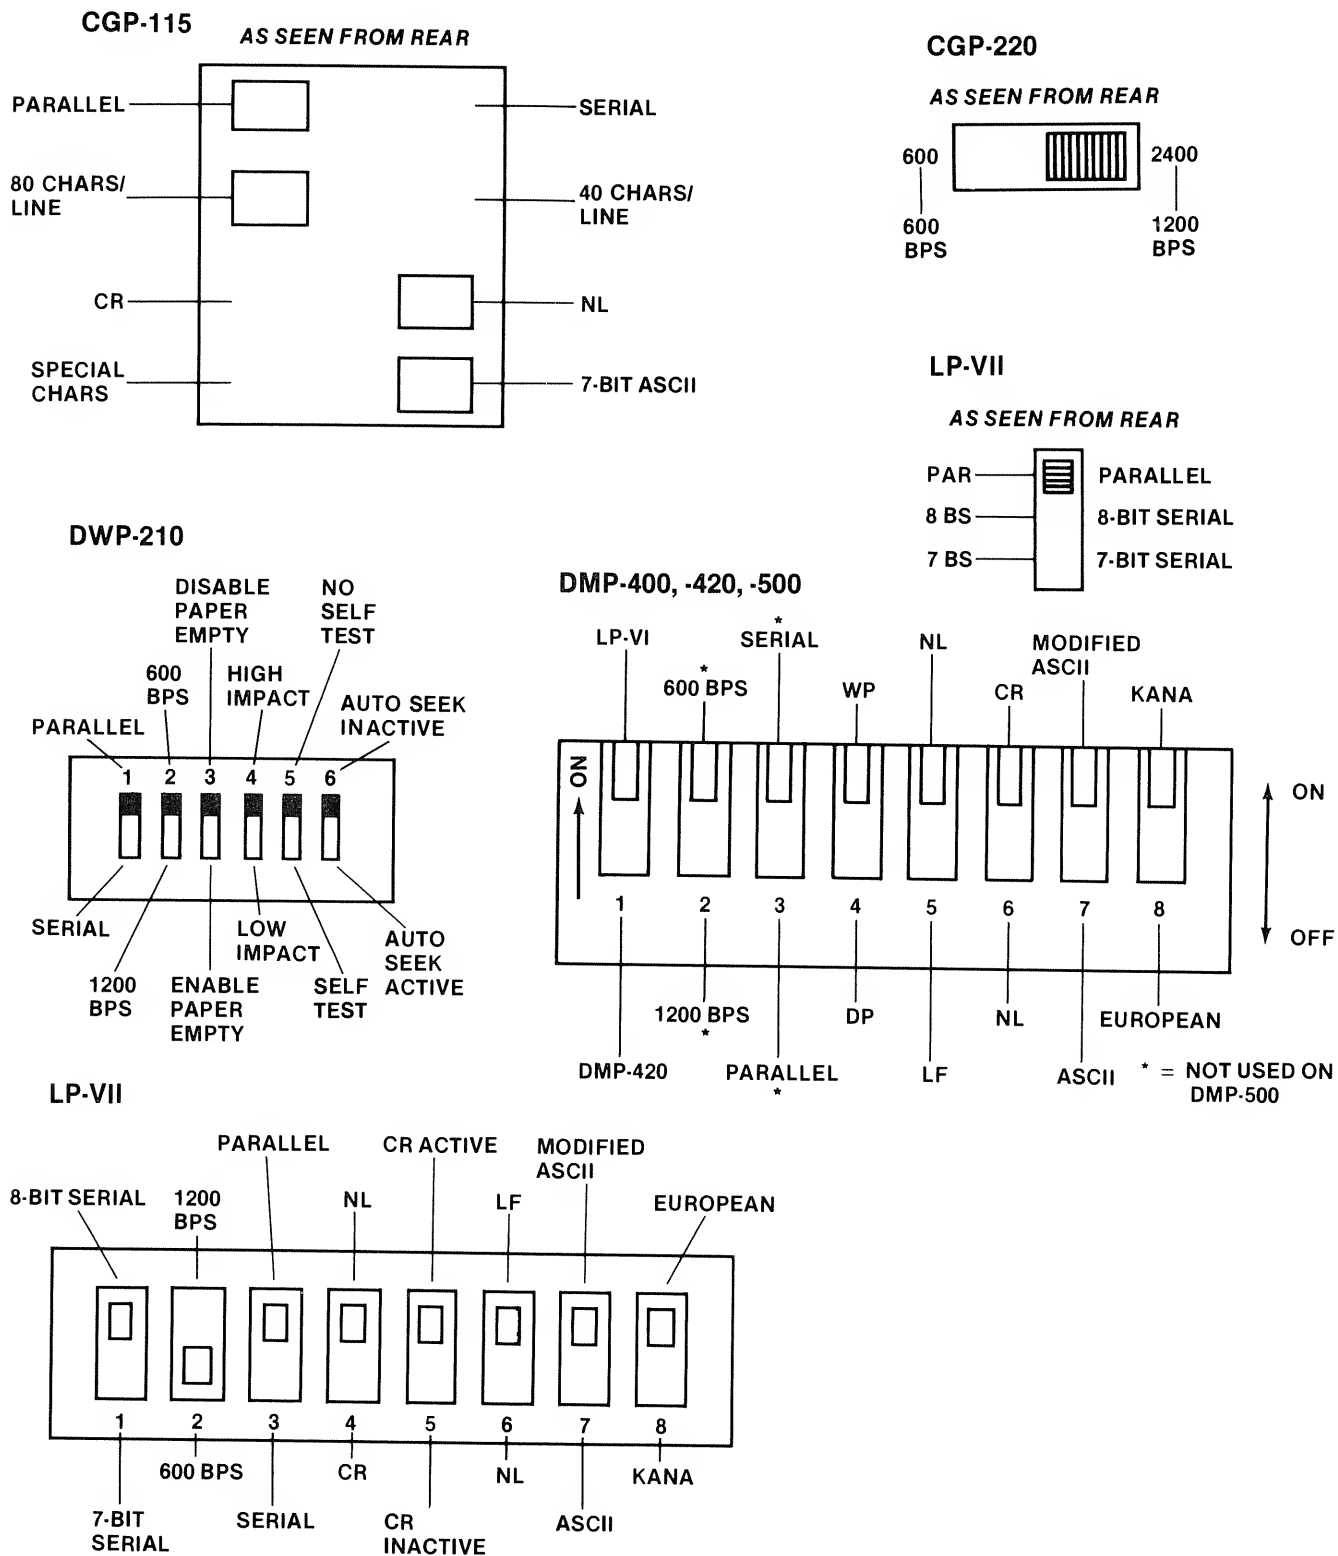 CGP-115
AS SEEN FROM REAR
PARALLEL
SERIAL
80 CHARS/
LINE
40 CHARS/
LINE
CR
NL
SPECIAL
CHARS
7-BIT ASCII
CGP-220
AS SEEN FROM REAR
600
2400
600
BPS
1200
BPS
LP-VII
AS SEEN FROM REAR
PAR
PARALLEL
8 BS
8-BIT SERIAL
7 BS
7-BIT SERIAL
DWP-210
DISABLE
PAPER
EMPTY
NO
SELF
TEST
600
BPS
HIGH
IMPACT
AUTO SEEK
INACTIVE
PARALLEL
1 2 3 4 5 6
SERIAL
LOW
IMPACT
AUTO
SEEK
ACTIVE
1200
BPS
ENABLE
PAPER
EMPTY
SELF
TEST
DMP-400, -420, -500
LP-VI
*
SERIAL
NL
MODIFIED
ASCII
*
600 BPS
WP
CR
KANA
ON
ON
1 2 3 4 5 6 7 8
OFF
1200 BPS
*
DP
NL
EUROPEAN
DMP-420
PARALLEL
*
LF
ASCII
* = NOT USED ON
DMP-500
LP-VII
PARALLEL
CR ACTIVE
MODIFIED
ASCII
8-BIT SERIAL
1200
BPS
NL
LF
EUROPEAN
1 2 3 4 5 6 7 8
600 BPS
CR
NL
KANA
7-BIT
SERIAL
SERIAL
CR
INACTIVE
ASCII